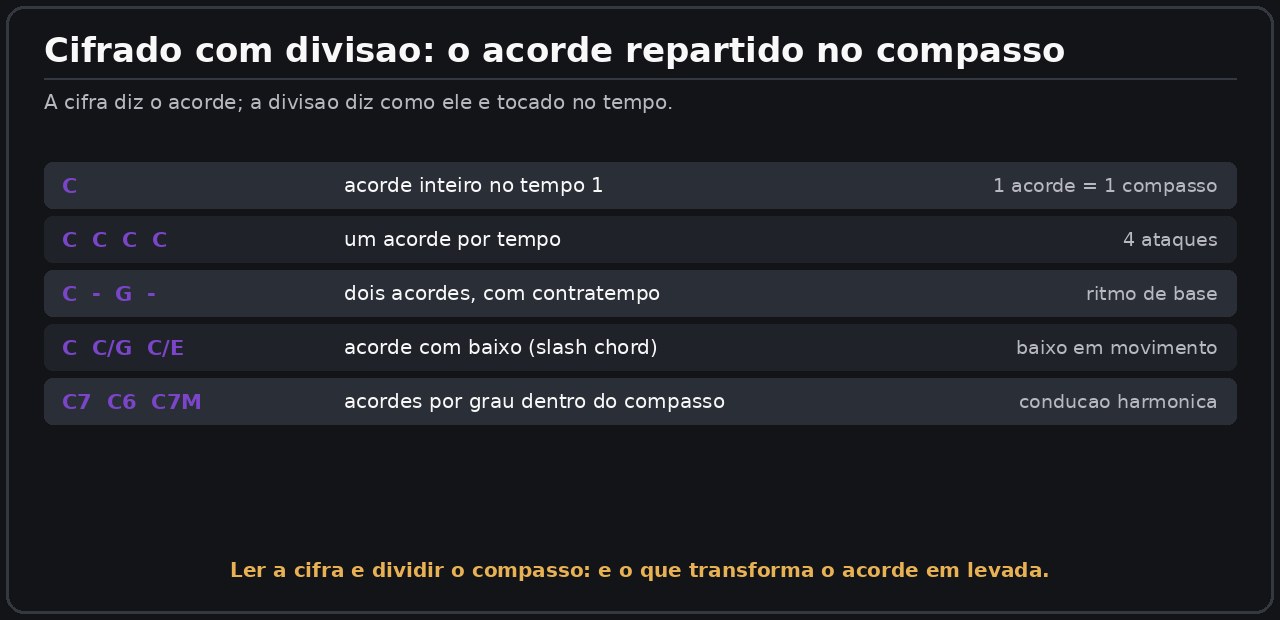 Cifrado com divisao: o acorde repartido no compasso
A cifra diz o acorde; a divisao diz como ele e tocado no tempo.
C acorde inteiro no tempo 1 1 acorde = 1 compasso
C C C C um acorde por tempo 4 ataques
C - G - dois acordes, com contratempo ritmo de base
C C/G C/E acorde com baixo (slash chord) baixo em movimento
C7 C6 C7M acordes por grau dentro do compasso conducao harmonica
Ler a cifra e dividir o compasso: e o que transforma o acorde em levada.